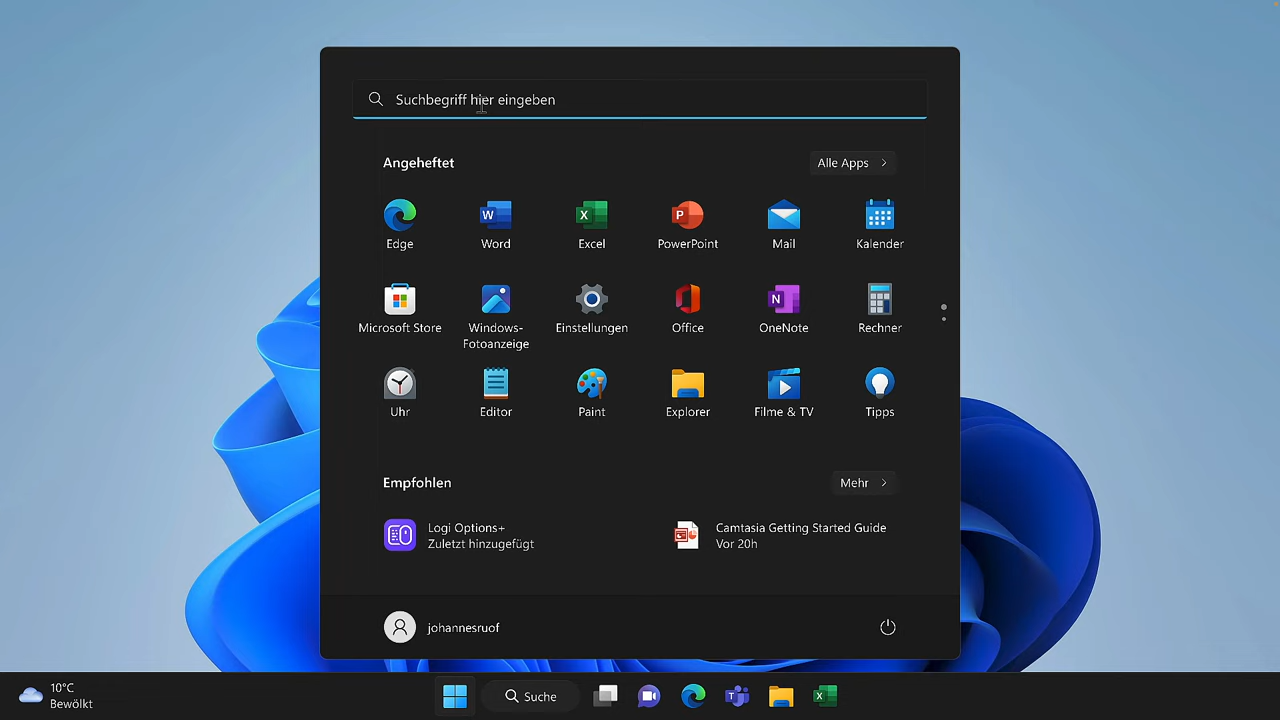 Suchbegriff hier eingeben
Angeheftet
Alle Apps
Edge
Word
Excel
PowerPoint
Mail
Kalender
Microsoft Store
Windows-
Fotoanzeige
Einstellungen
Office
OneNote
Rechner
Uhr
Editor
Paint
Explorer
Filme & TV
Tipps
Empfohlen
Mehr
Logi Options+
Zuletzt hinzugefügt
Camtasia Getting Started Guide
Vor 20h
johannesruof
10°C
Bewölkt
Suche